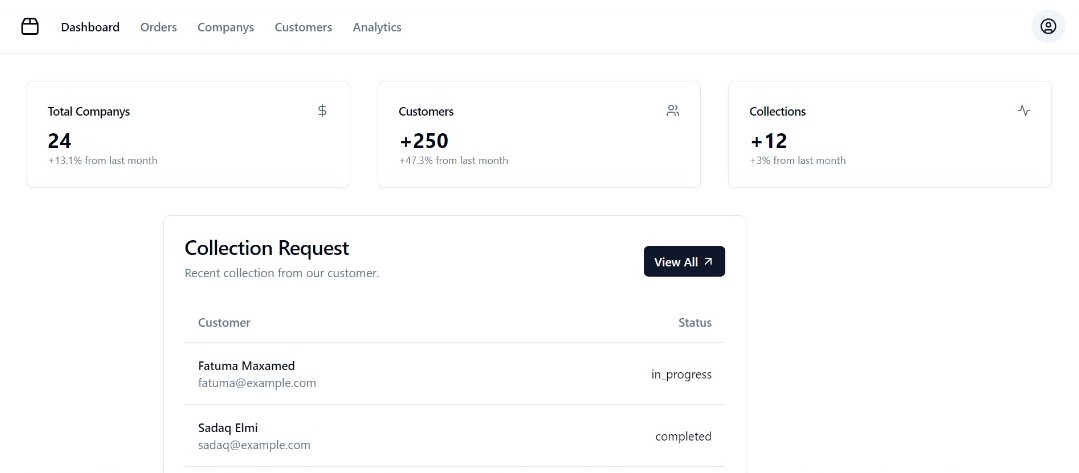 Dashboard Orders Companys Customers Analytics
Total Companys
24
+13.1% from last month
Customers
+250
+47.3% from last month
Collections
+12
+3% from last month
Collection Request
Recent collection from our customer.
View All
Customer Status
Fatuma Maxamed
fatuma@example.com
in_progress
Sadaq Elmi
sadaq@example.com
completed